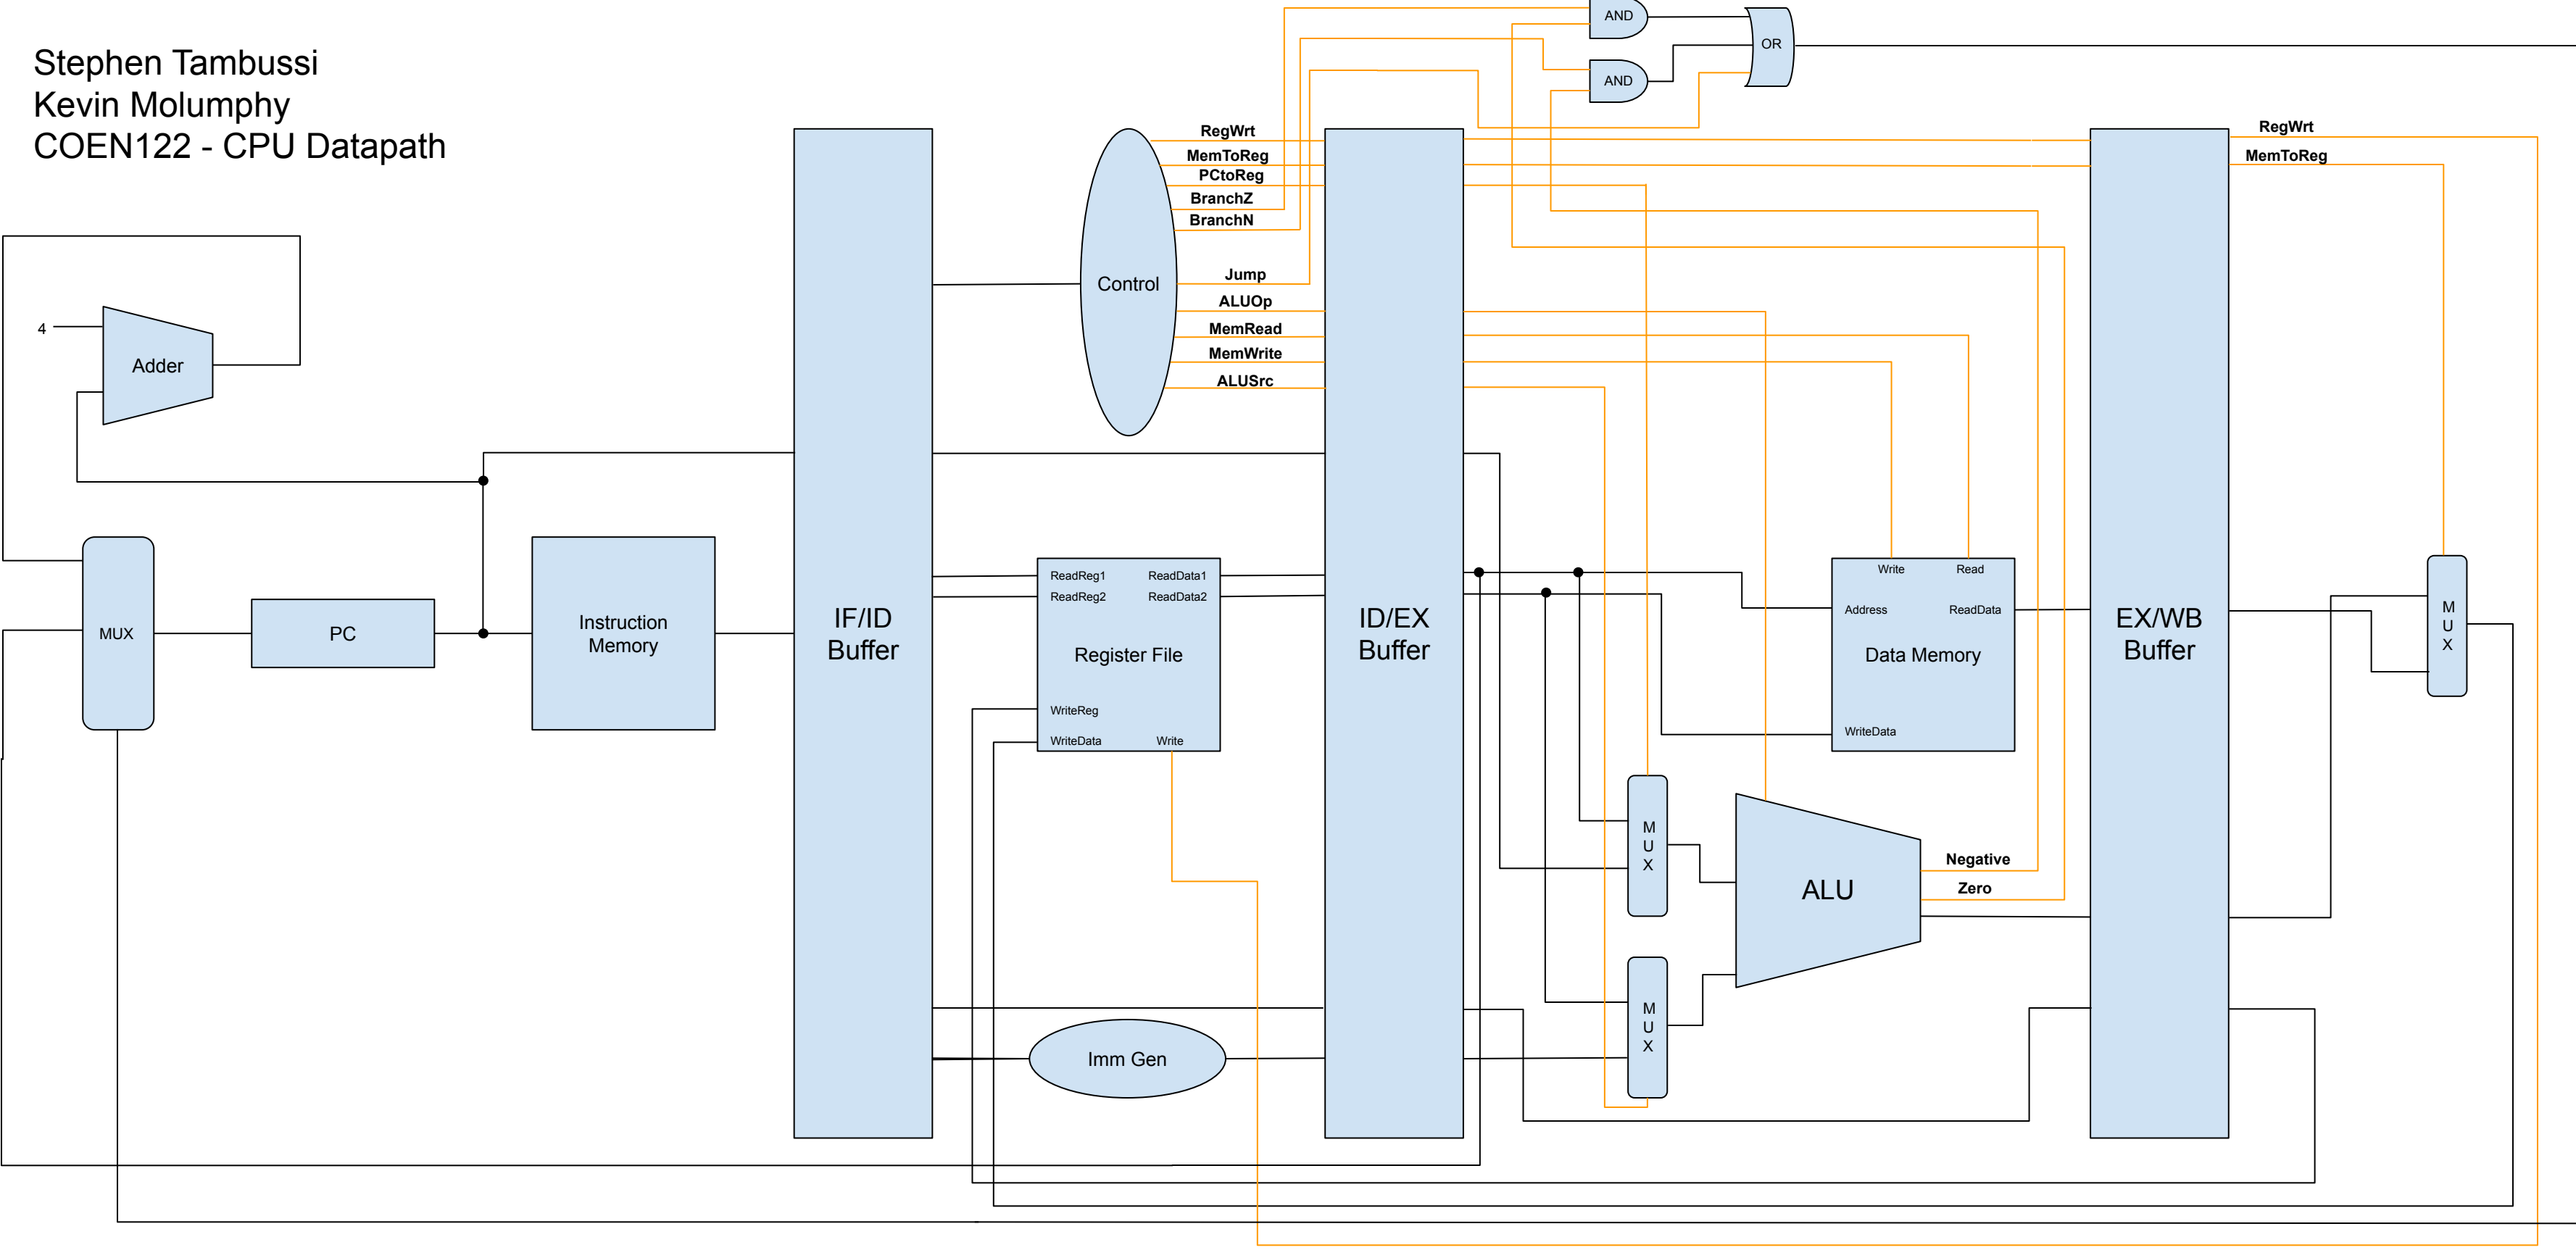 Stephen Tambussi
Kevin Molumphy
COEN122 - CPU Datapath
AND
OR
AND
RegWrt
MemToReg
PCtoReg
BranchZ
BranchN
Jump
ALUOp
MemRead
MemWrite
ALUSrc
Control
RegWrt
MemToReg
4
Adder
MUX
PC
Instruction
Memory
IF/ID
Buffer
ReadReg1
ReadReg2
ReadData1
ReadData2
Register File
WriteReg
WriteData
Write
ID/EX
Buffer
Write
Read
Address
ReadData
Data Memory
WriteData
EX/WB
Buffer
M
U
X
M
U
X
ALU
Negative
Zero
M
U
X
Imm Gen